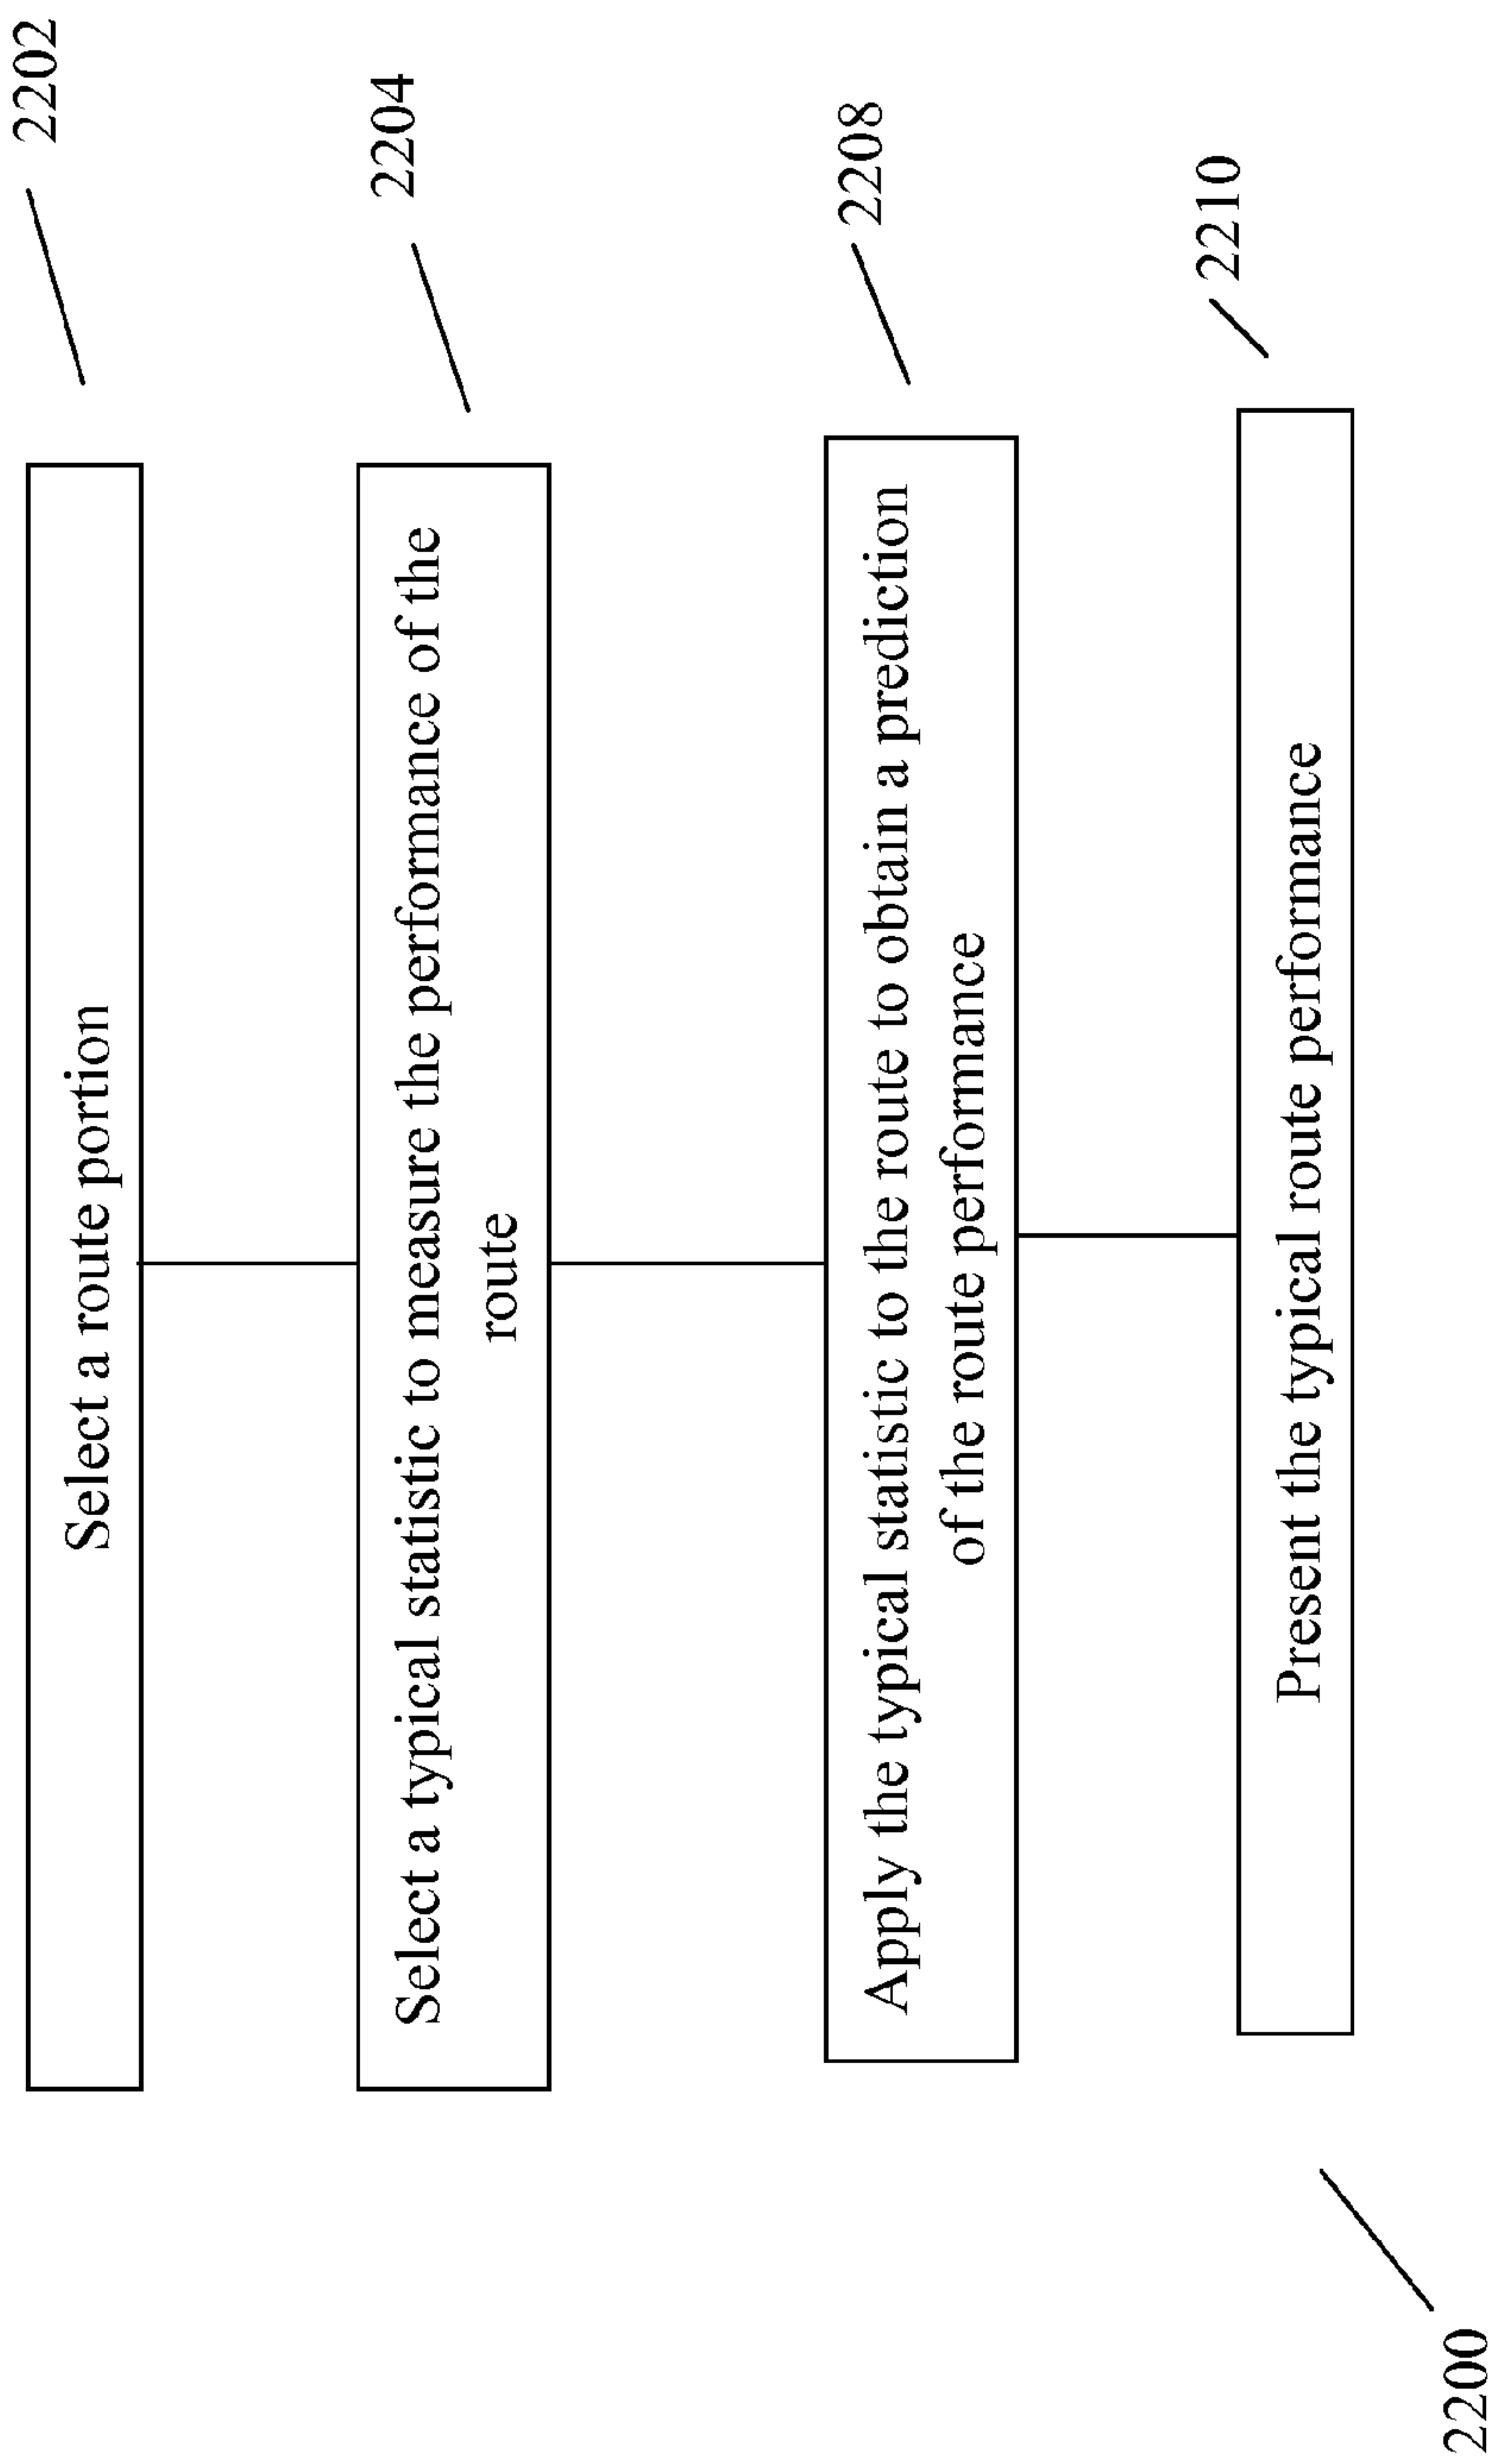 2202
Select a route portion
2204
Select a typical statistic to measure the performance of the
route
2208
Apply the typical statistic to the route to obtain a prediction
of the route performance
2210
Present the typical route performance
2200